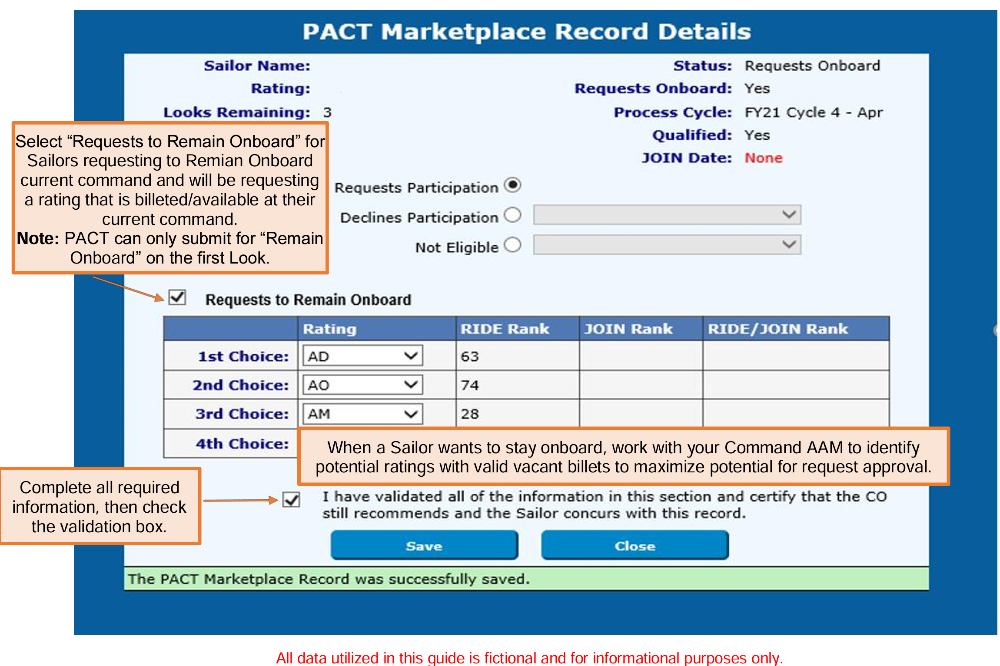 PACT Marketplace Record Details
Sailor Name:
Status: Requests Onboard
Rating:
Requests Onboard: Yes
Looks Remaining: 3
Process Cycle: FY21 Cycle 4 - Apr
Qualified: Yes
JOIN Date: None
Select “Requests to Remain Onboard” for
Sailors requesting to Remian Onboard
current command and will be requesting
a rating that is billeted/available at their
current command.
Note: PACT can only submit for “Remain
Onboard” on the first Look.
Requests Participation
Declines Participation
Not Eligible
Requests to Remain Onboard
Rating RIDE Rank JOIN Rank RIDE/JOIN Rank
1st Choice: AD 63
2nd Choice: AO 74
3rd Choice: AM 28
4th Choice:
When a Sailor wants to stay onboard, work with your Command AAM to identify
potential ratings with valid vacant billets to maximize potential for request approval.
Complete all required
information, then check
the validation box.
I have validated all of the information in this section and certify that the CO
still recommends and the Sailor concurs with this record.
Save Close
The PACT Marketplace Record was successfully saved.
All data utilized in this guide is fictional and for informational purposes only.